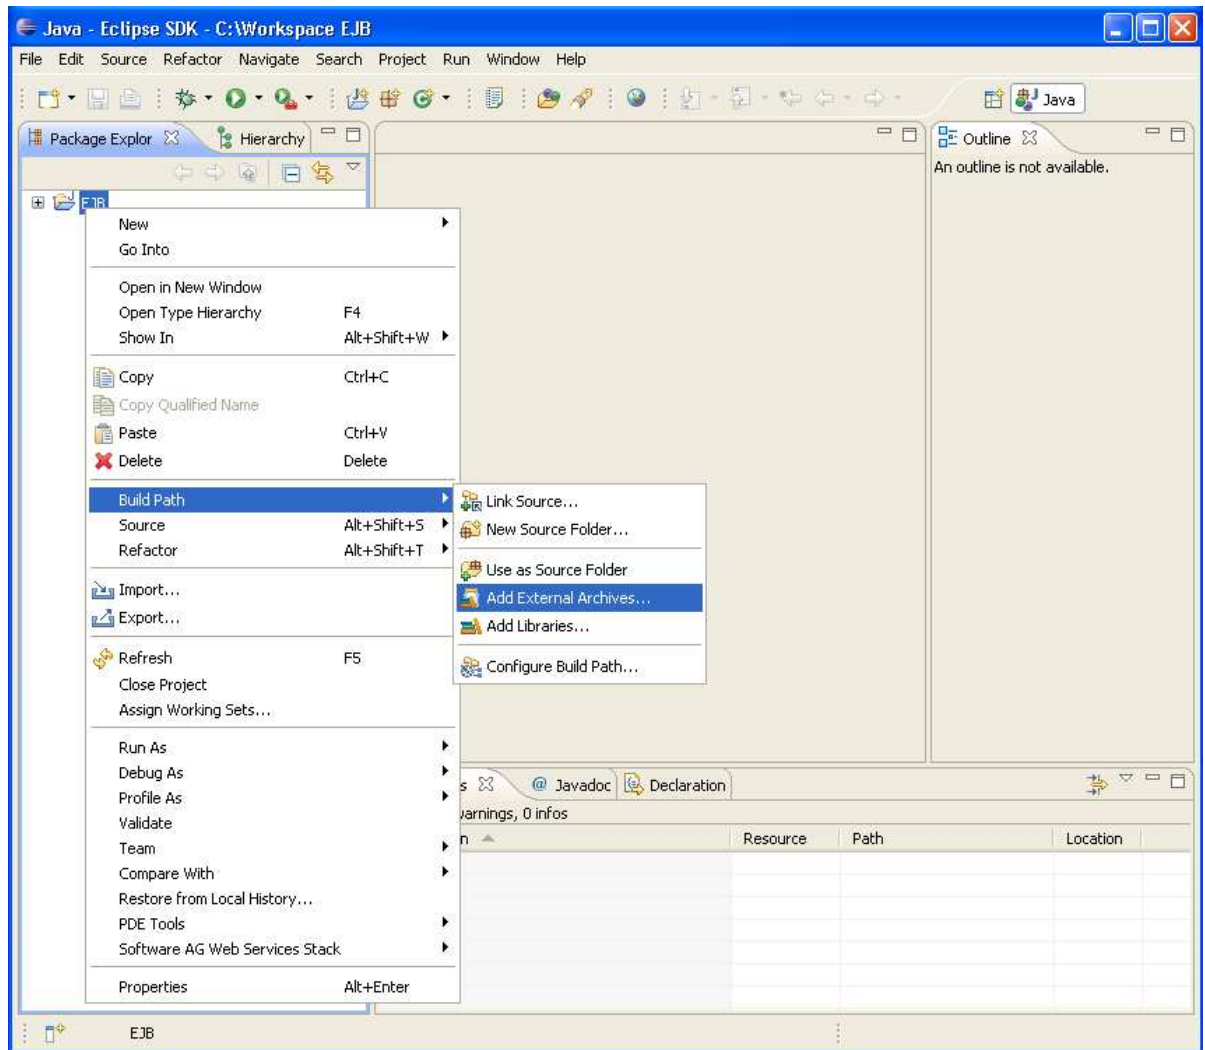 Java - Eclipse SDK - C:\Workspace EJB
File Edit Source Refactor Navigate Search Project Run Window Help
Java
Package Explor Hierarchy
Outline
An outline is not available.
EJB
New
Go Into
Open in New Window
Open Type Hierarchy F4
Show In Alt+Shift+W
Copy Ctrl+C
Copy Qualified Name
Paste Ctrl+V
Delete Delete
Build Path
Source Alt+Shift+S
Refactor Alt+Shift+T
Import...
Export...
Refresh F5
Close Project
Assign Working Sets...
Run As
Debug As
Profile As
Validate
Team
Compare With
Restore from Local History...
PDE Tools
Software AG Web Services Stack
Properties Alt+Enter
Link Source...
New Source Folder...
Use as Source Folder
Add External Archives...
Add Libraries...
Configure Build Path...
s @ Javadoc Declaration
warnings, 0 infos
n Resource Path Location
EJB